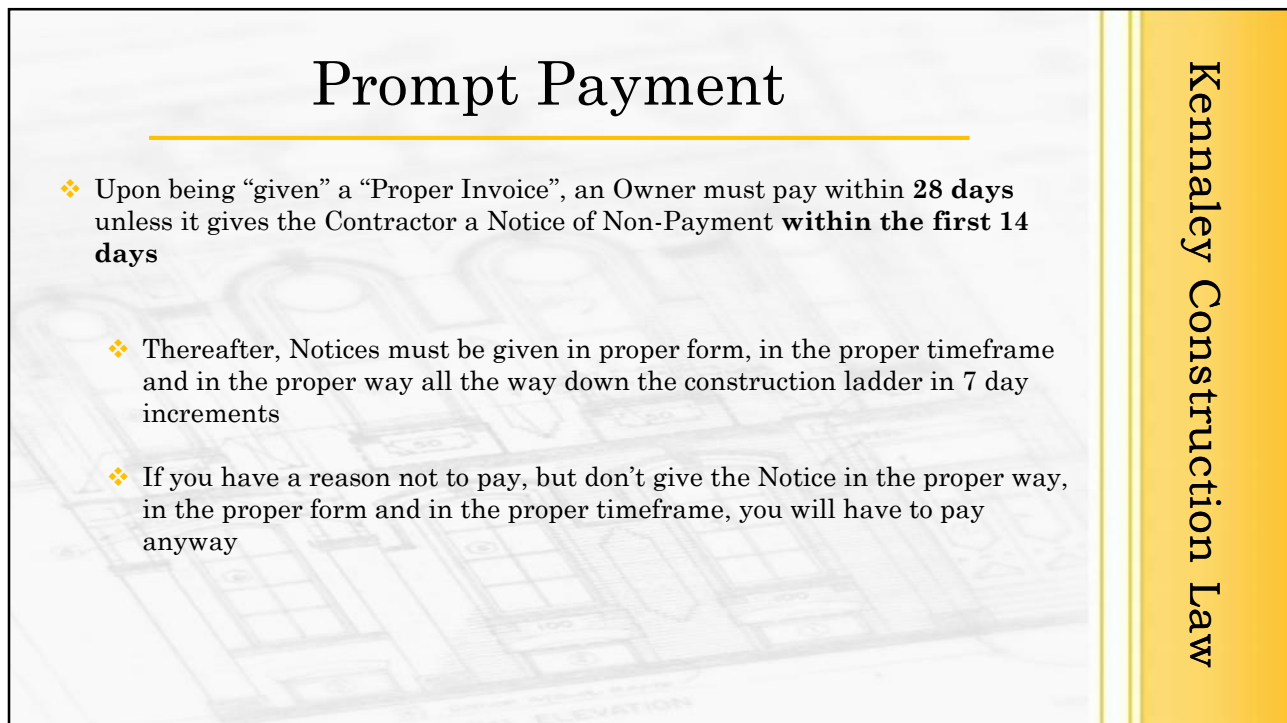 Prompt Payment
❖ Upon being “given” a “Proper Invoice”, an Owner must pay within 28 days
unless it gives the Contractor a Notice of Non-Payment within the first 14
days
❖ Thereafter, Notices must be given in proper form, in the proper timeframe
and in the proper way all the way down the construction ladder in 7 day
increments
❖ If you have a reason not to pay, but don’t give the Notice in the proper way,
in the proper form and in the proper timeframe, you will have to pay
anyway
Kennaley Construction Law
ELEVATION